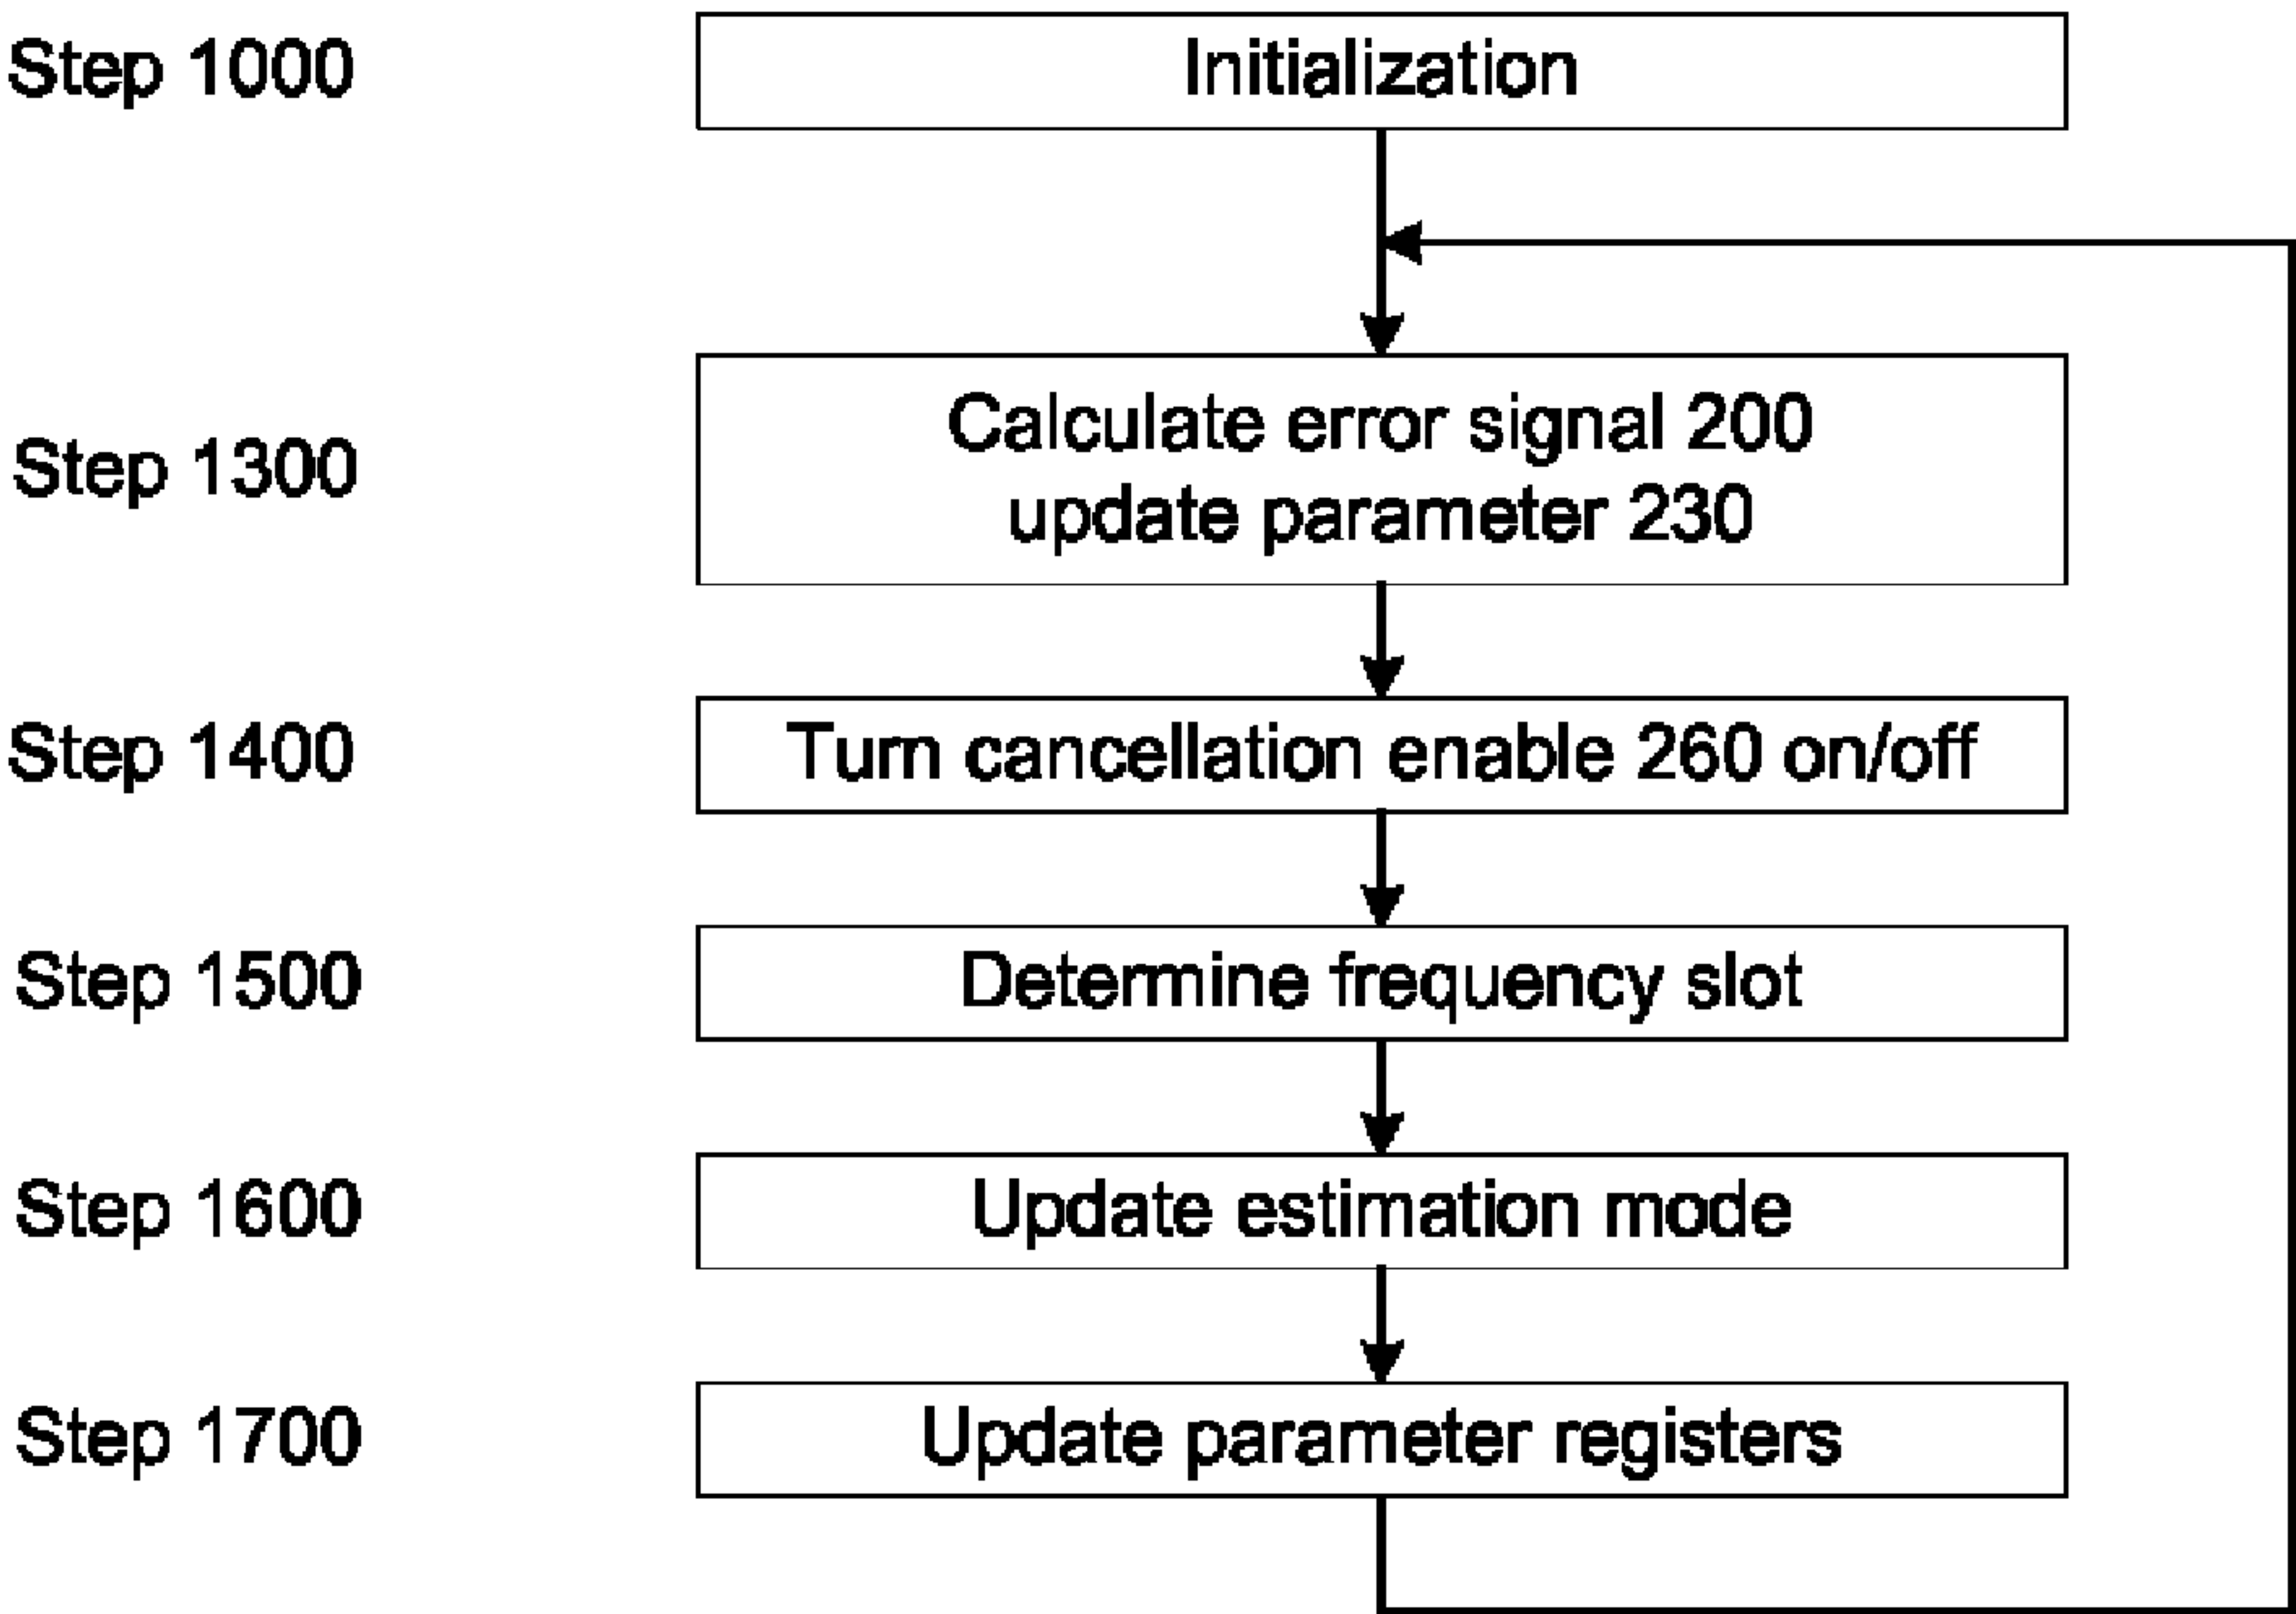 Step 1000
Initialization
Step 1300
Calculate error signal 200
update parameter 230
Step 1400
Turn cancellation enable 260 on/off
Step 1500
Determine frequency slot
Step 1600
Update estimation mode
Step 1700
Update parameter registers